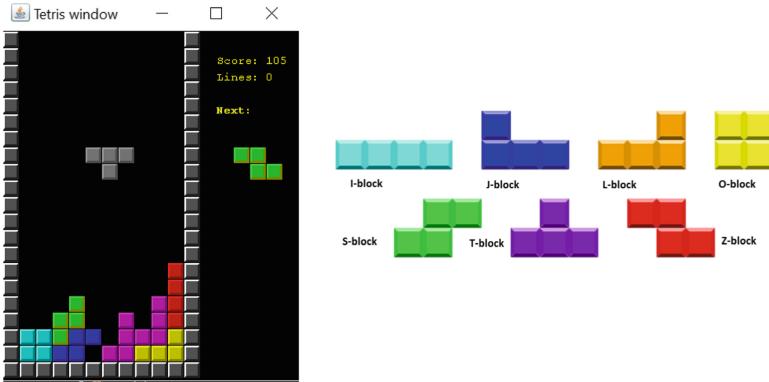 Tetris window
Score: 105
Lines: 0
Next:
I-block
J-block
L-block
O-block
S-block
T-block
Z-block